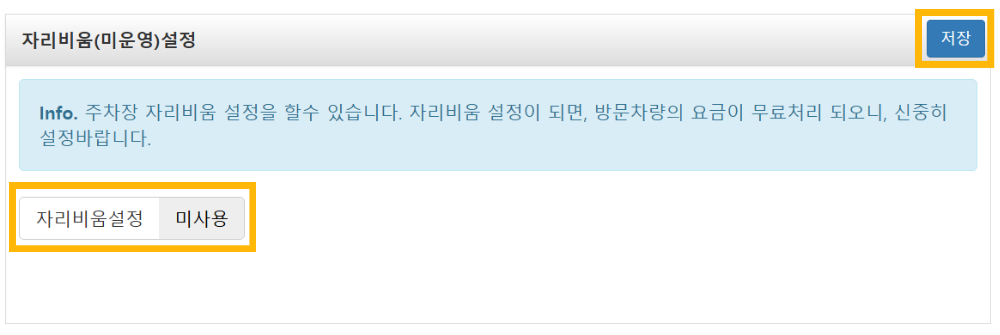 자리비움(미운영)설정
저장
Info. 주차장 자리비움 설정을 할수 있습니다. 자리비움 설정이 되면, 방문차량의 요금이 무료처리 되오니, 신중히
설정바랍니다.
자리비움설정 미사용